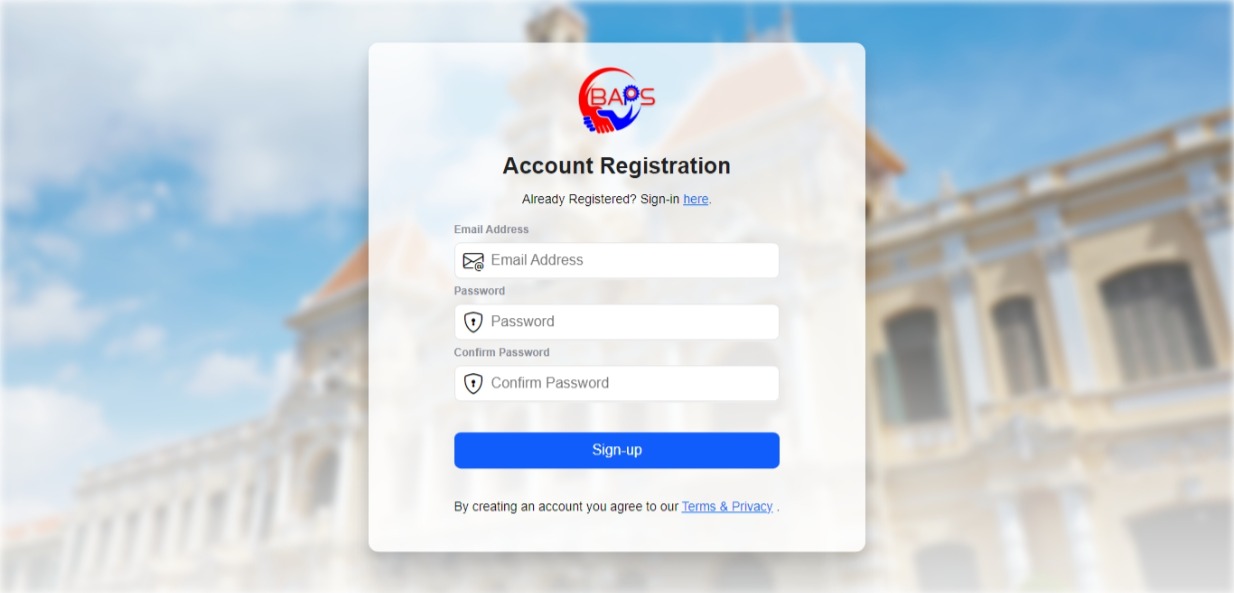 BAPS
Account Registration
Already Registered? Sign-in here.
Email Address
Email Address
Password
Password
Confirm Password
Confirm Password
Sign-up
By creating an account you agree to our Terms & Privacy .